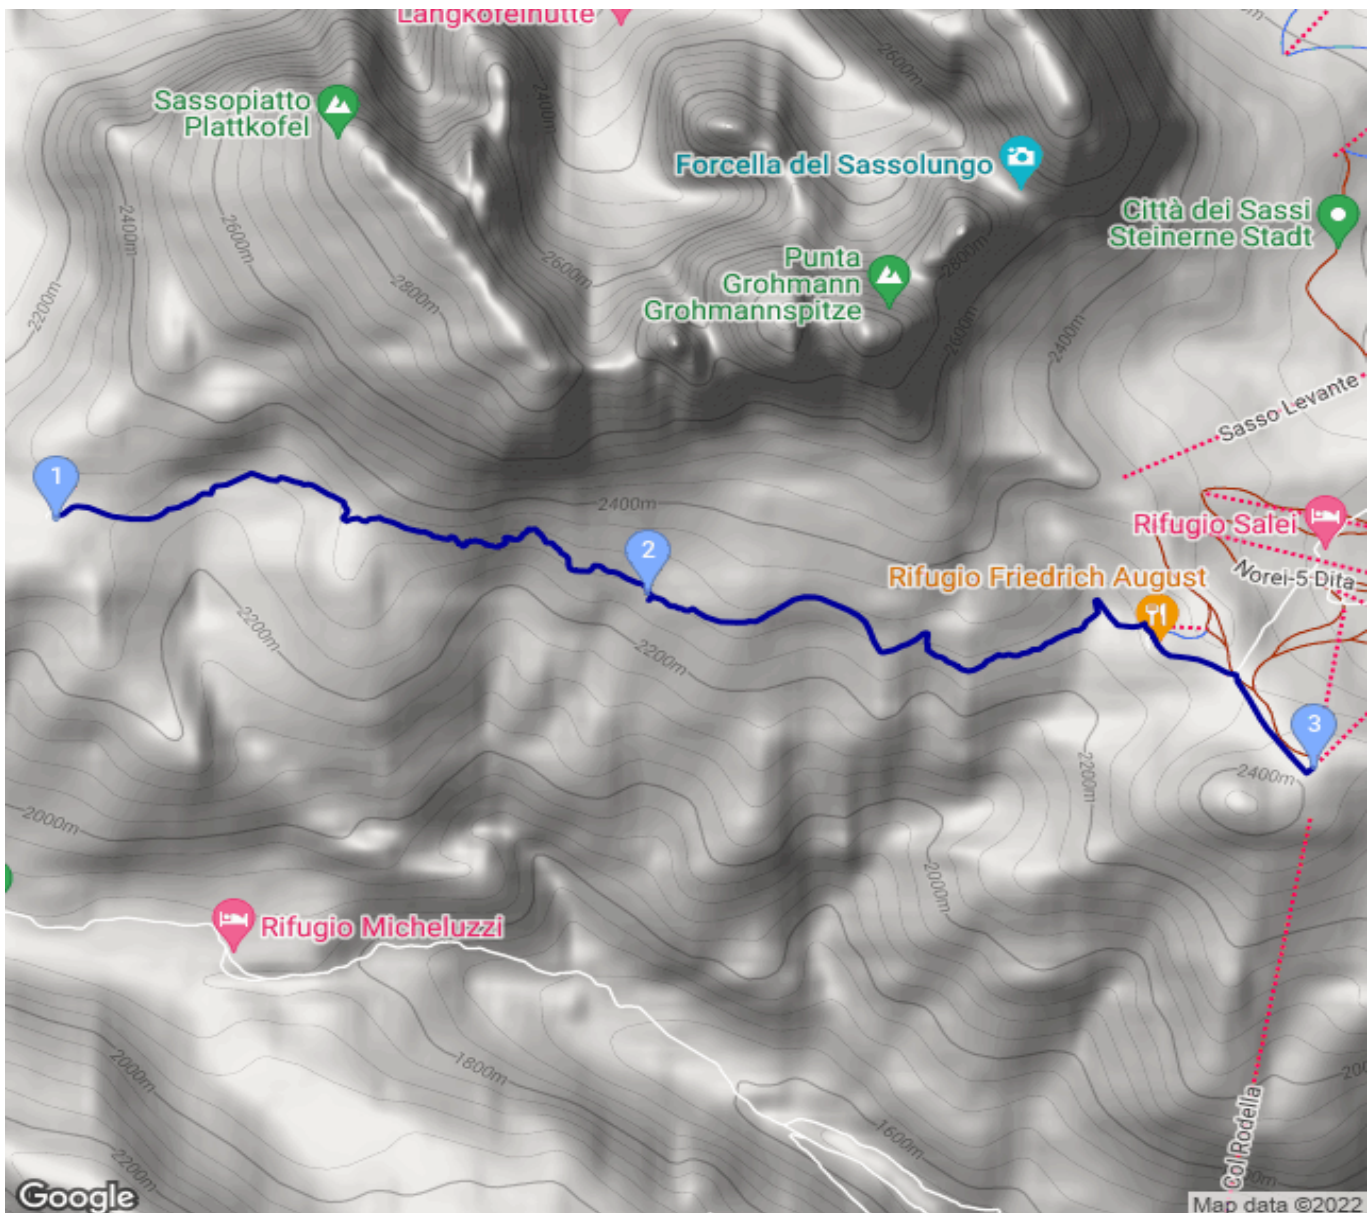 Langkofelhütte
2600m
Sassopiatto
Plattkofel
2400m
Forcella del Sassolungo
Città dei Sassi
Steinerne Stadt
2400m
2600m
2200m
2800m
2600m
2800m
Punta
Grohmann
Grohmannspitze
2600m
2400m
Sasso Levante
1
2400m
Rifugio Salei
2
Rifugio Friedrich August
Norei-5 Dita
2200m
2200m
3
2400m
2200m
2000m
2000m
Rifugio Micheluzzi
2000m
1800m
1600m
Col Rodella
2200m
Google
Map data ©2022